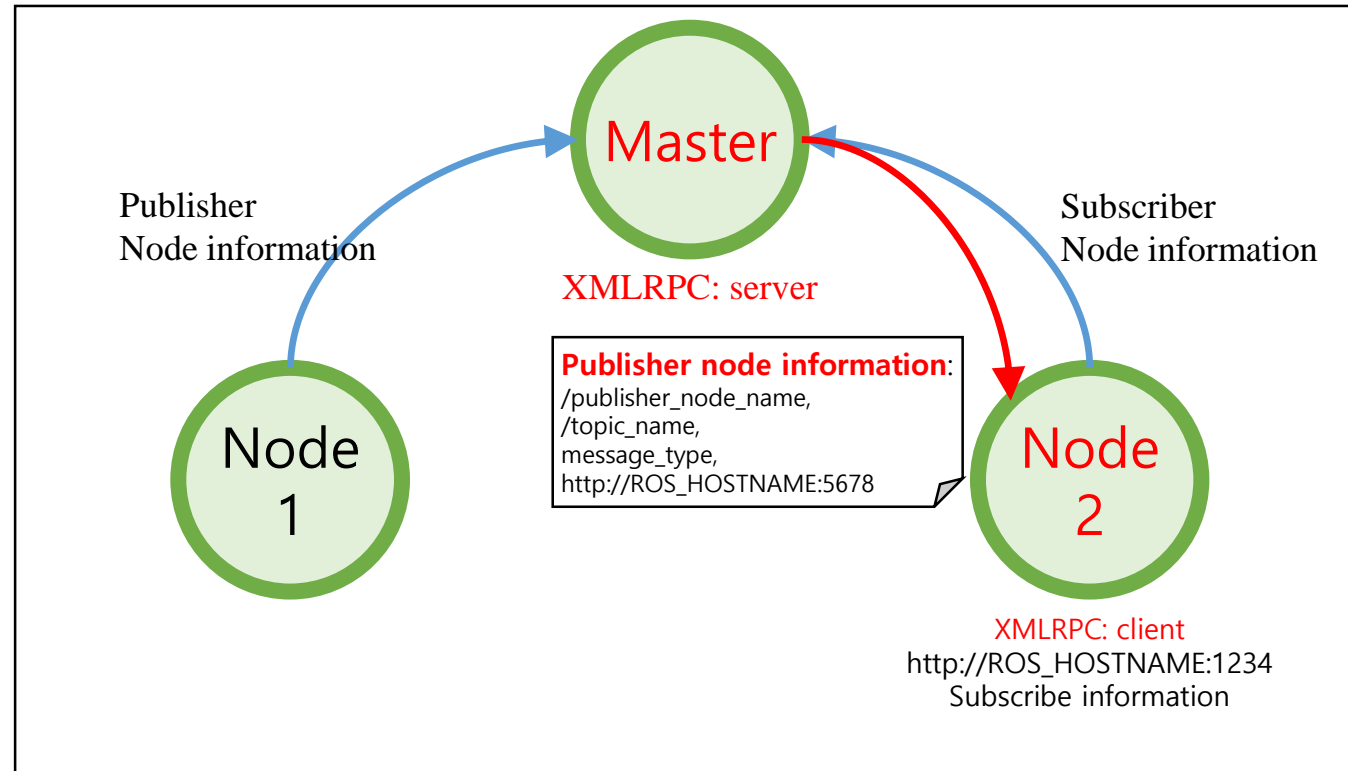 Master
Publisher
Node information
Subscriber
Node information
XMLRPC: server
Publisher node information:
/publisher_node_name,
/topic_name,
message_type,
http://ROS_HOSTNAME:5678
Node
1
Node
2
XMLRPC: client
http://ROS_HOSTNAME:1234
Subscribe information